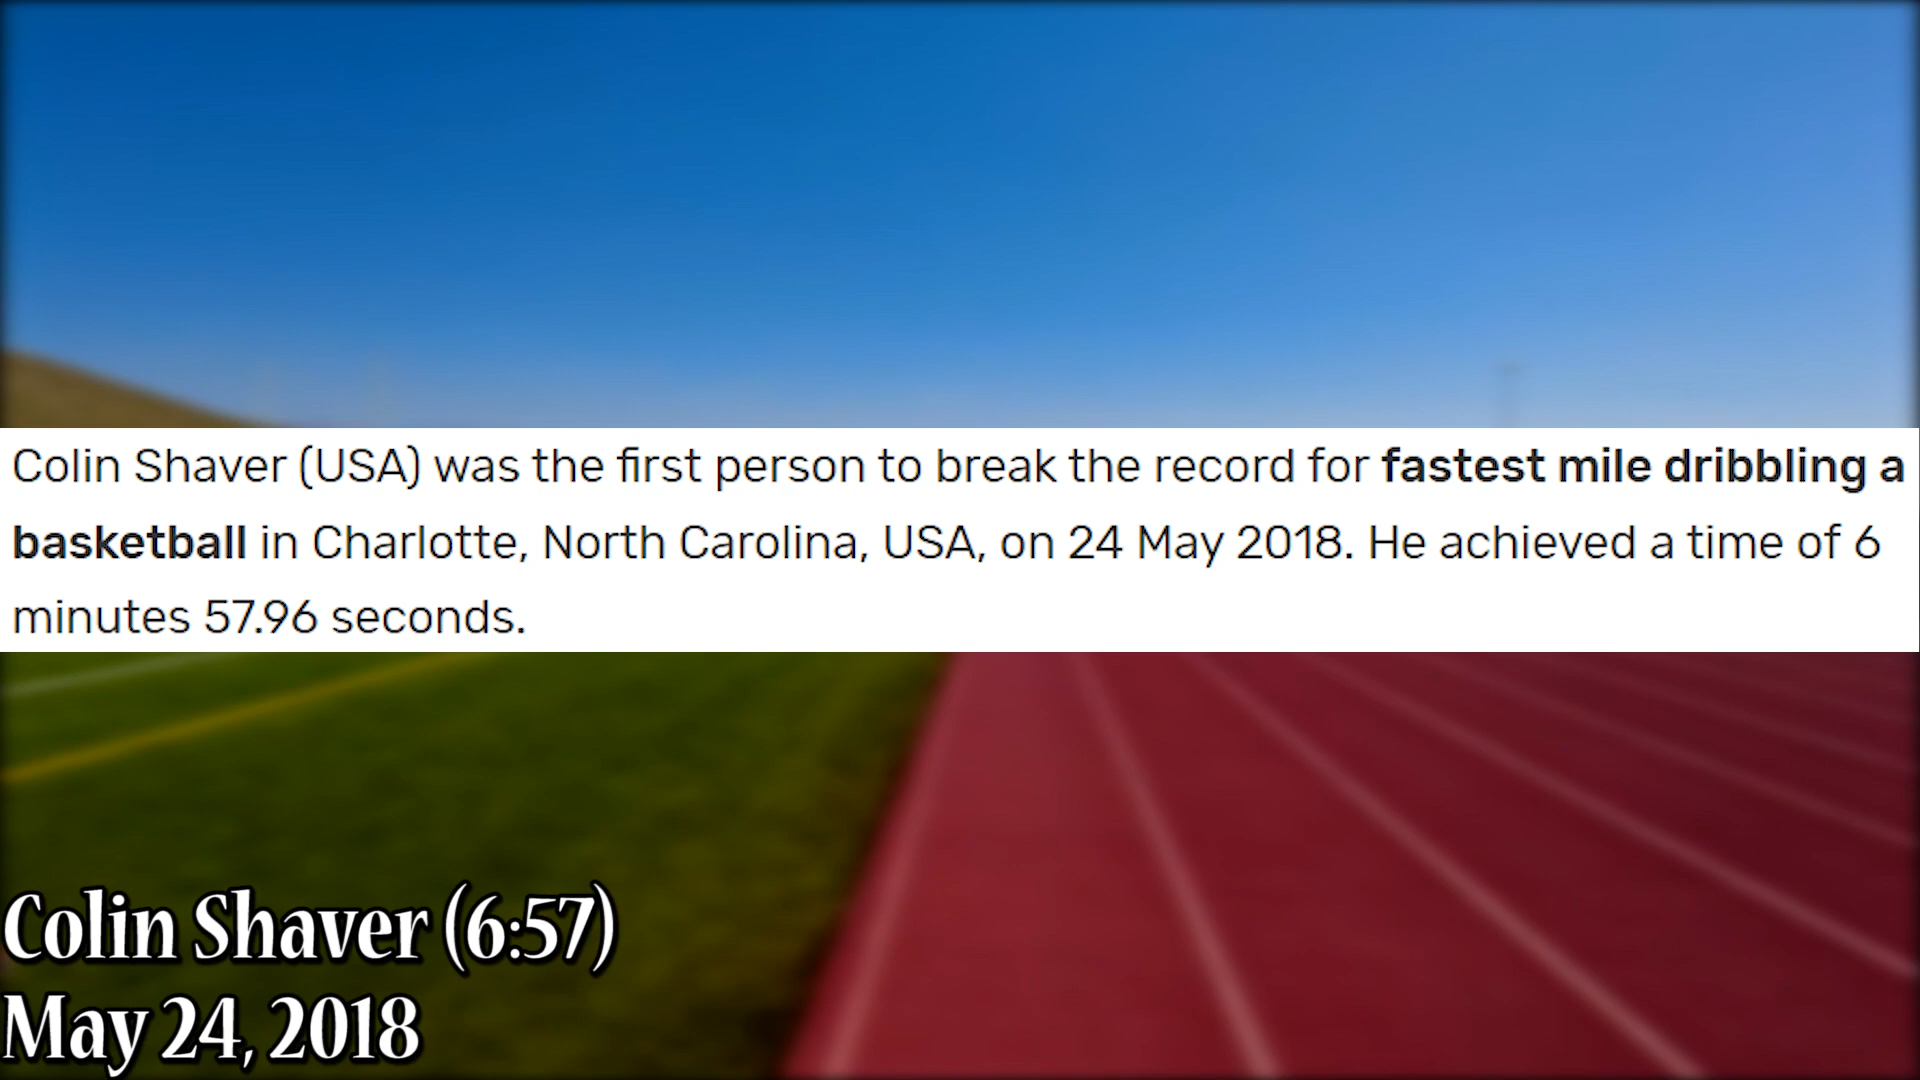 Colin Shaver (USA) was the first person to break the record for fastest mile dribbling a
basketball in Charlotte, North Carolina, USA, on 24 May 2018. He achieved a time of 6
minutes 57.96 seconds.
Colin Shaver (6:57)
May 24, 2018